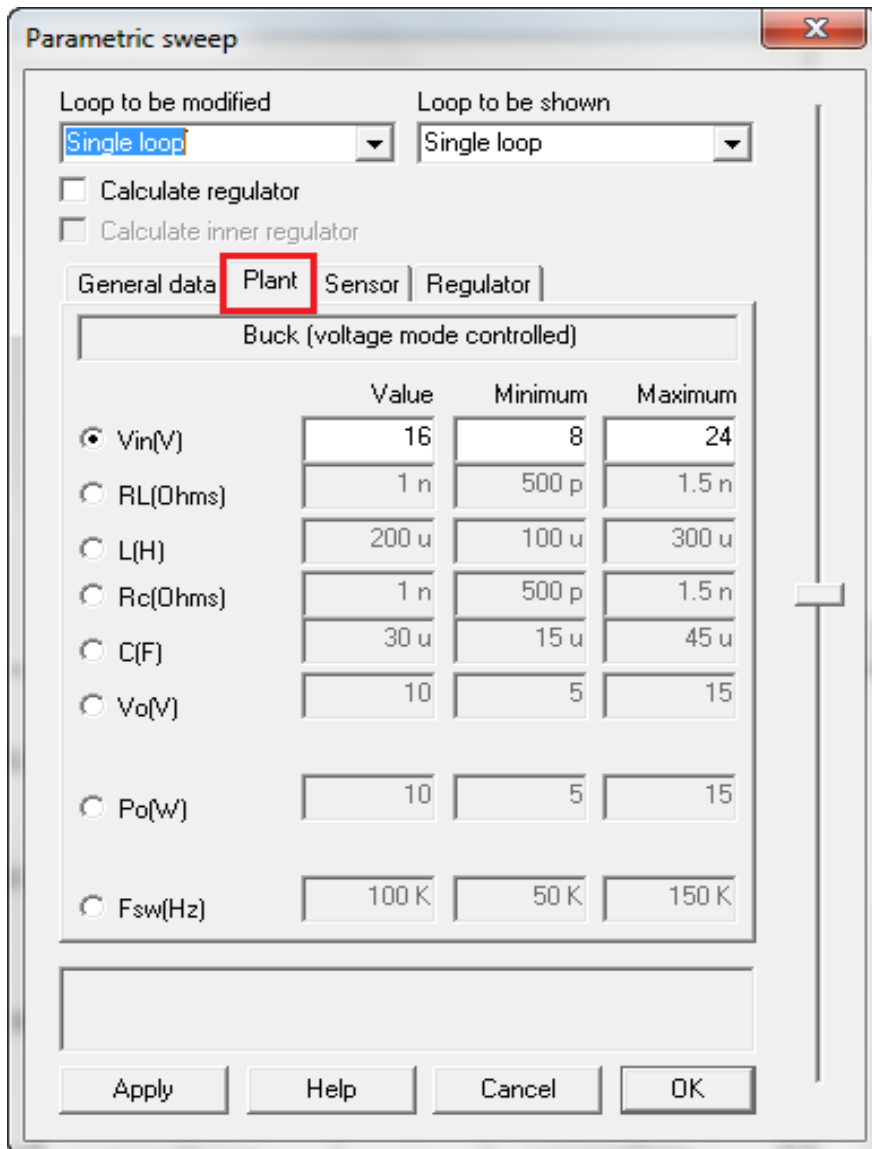 Parametric sweep
Loop to be modified Loop to be shown
Single loop Single loop
Calculate regulator
Calculate inner regulator
General data Plant Sensor Regulator
Buck (voltage mode controlled)
Value Minimum Maximum
Vin(V) 16 8 24
RL(Ohms) 1 n 500 p 1.5 n
L(H) 200 u 100 u 300 u
Rc(Ohms) 1 n 500 p 1.5 n
C(F) 30 u 15 u 45 u
Vo(V) 10 5 15
Po(W) 10 5 15
Fsw(Hz) 100 K 50 K 150 K
Apply Help Cancel OK